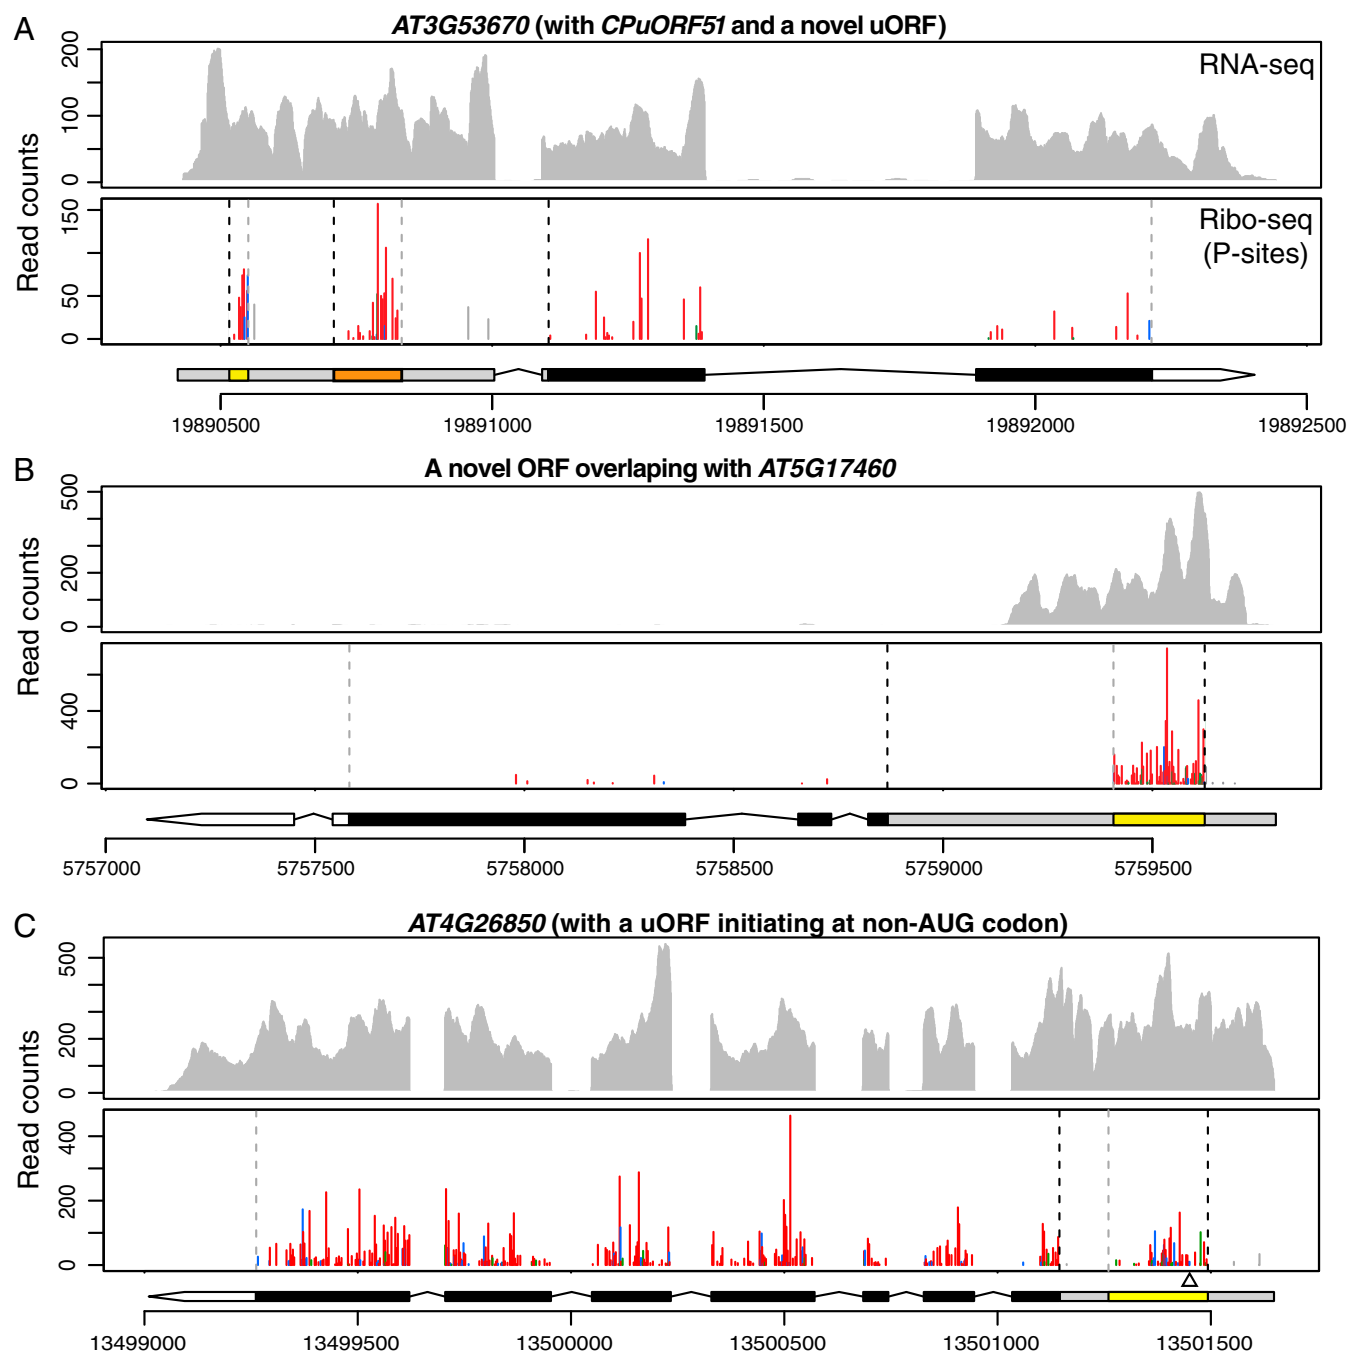 A
AT3G53670 (with CPuORF51 and a novel uORF)
RNA-seq
Read counts
200
100
0
Ribo-seq
(P-sites)
150
50
0
19890500 19891000 19891500 19892000 19892500
B
A novel ORF overlaping with AT5G17460
Read counts
500
200
0
400
0
5757000 5757500 5758000 5758500 5759000 5759500
C
AT4G26850 (with a uORF initiating at non-AUG codon)
Read counts
500
200
0
Read counts
400
200
0
13499000 13499500 13500000 13500500 13501000 13501500